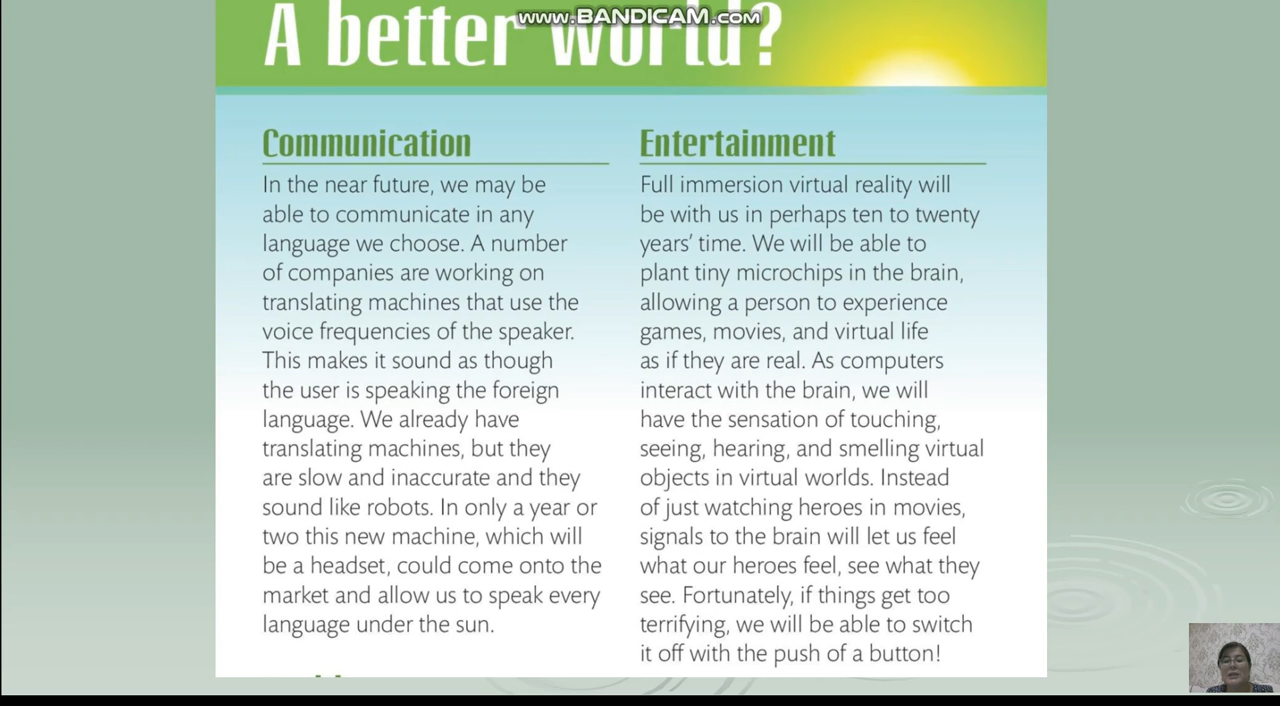 www.BANDICAM.com
A better world?
Communication
In the near future, we may be
able to communicate in any
language we choose. A number
of companies are working on
translating machines that use the
voice frequencies of the speaker.
This makes it sound as though
the user is speaking the foreign
language. We already have
translating machines, but they
are slow and inaccurate and they
sound like robots. In only a year or
two this new machine, which will
be a headset, could come onto the
market and allow us to speak every
language under the sun.
Entertainment
Full immersion virtual reality will
be with us in perhaps ten to twenty
years' time. We will be able to
plant tiny microchips in the brain,
allowing a person to experience
games, movies, and virtual life
as if they are real. As computers
interact with the brain, we will
have the sensation of touching,
seeing, hearing, and smelling virtual
objects in virtual worlds. Instead
of just watching heroes in movies,
signals to the brain will let us feel
what our heroes feel, see what they
see. Fortunately, if things get too
terrifying, we will be able to switch
it off with the push of a button!